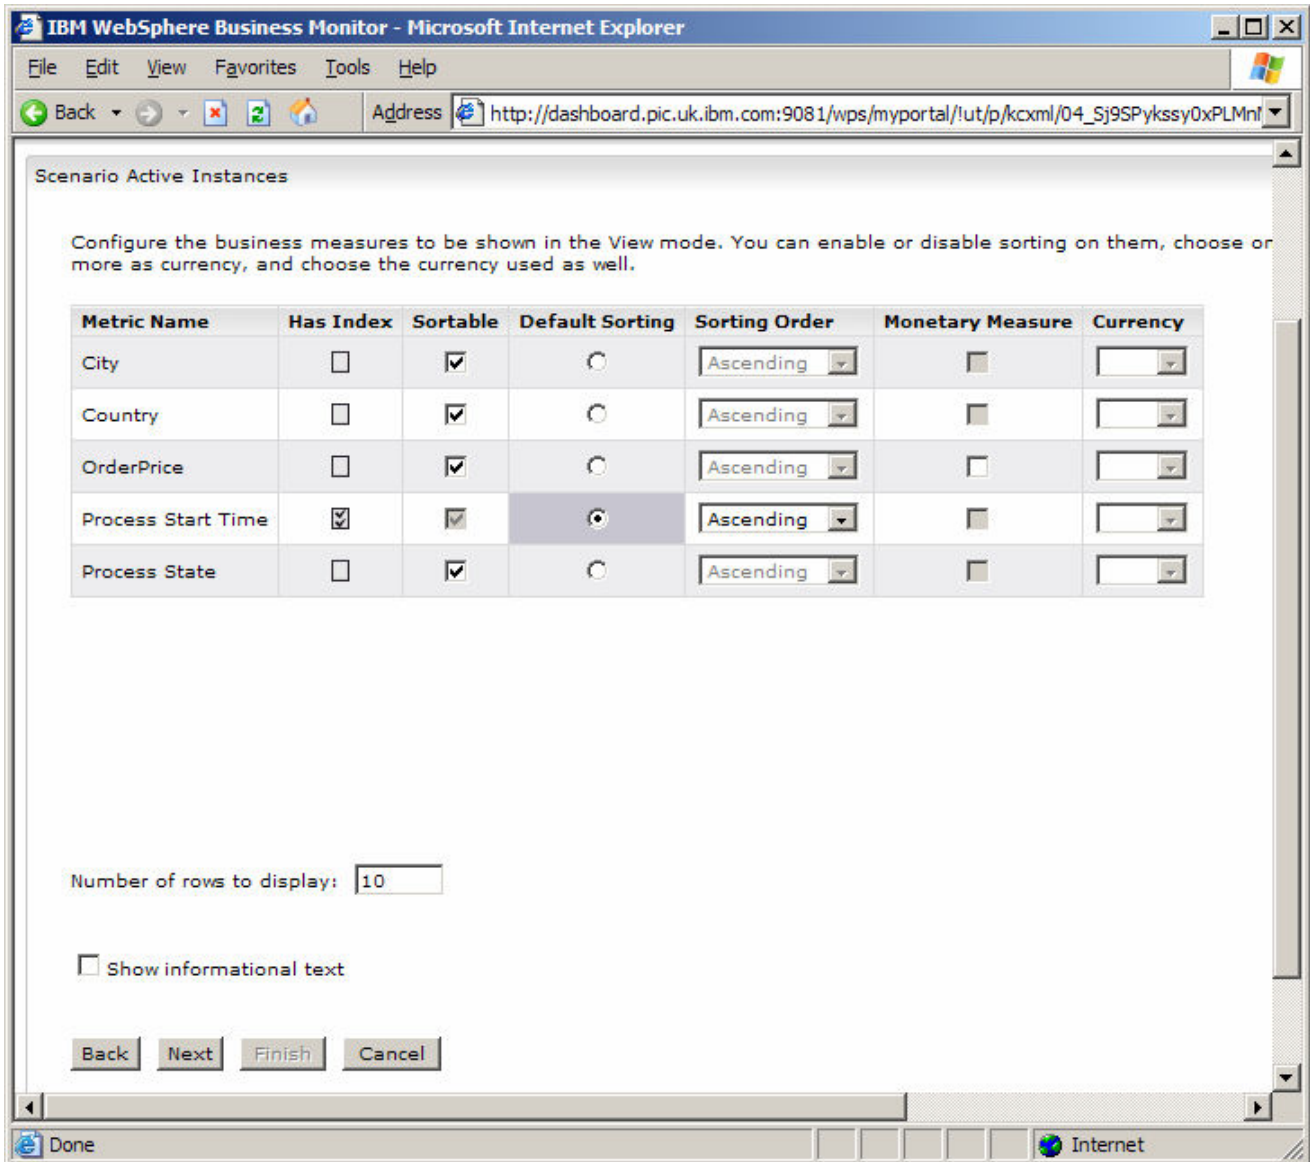 IBM WebSphere Business Monitor - Microsoft Internet Explorer
File Edit View Favorites Tools Help
Back Address http://dashboard.pic.uk.ibm.com:9081/wps/myportal/!ut/p/kcxml/04_Sj9SPykssy0xPLMnI
Scenario Active Instances
Configure the business measures to be shown in the View mode. You can enable or disable sorting on them, choose or
more as currency, and choose the currency used as well.
Metric Name Has Index Sortable Default Sorting Sorting Order Monetary Measure Currency
City Ascending
Country Ascending
OrderPrice Ascending
Process Start Time Ascending
Process State Ascending
Number of rows to display: 10
Show informational text
Back Next Finish Cancel
Done Internet